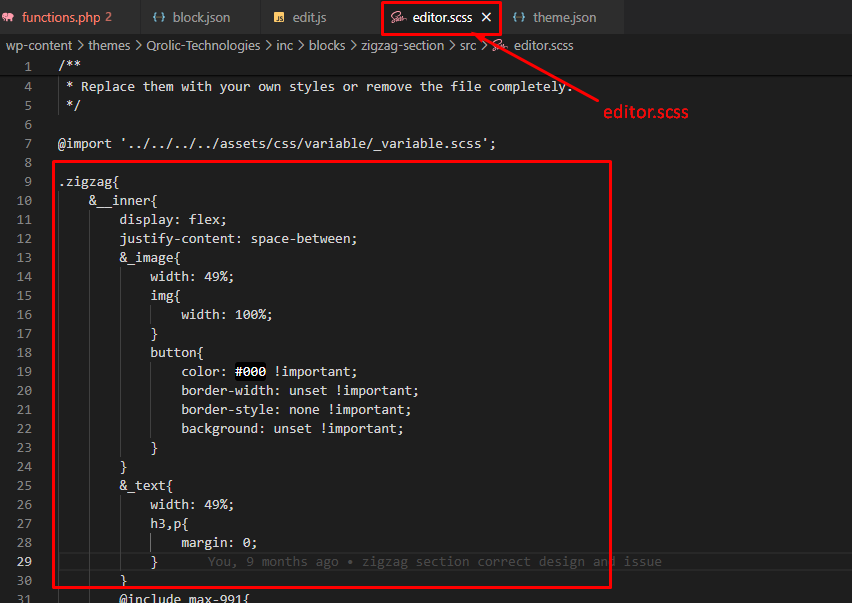 functions.php 2
block.json
edit.js
editor.scss
theme.json
wp-content > themes > Qrolic-Technologies > inc > blocks > zigzag-section > src > editor.scss
editor.scss
1 /**
4 * Replace them with your own styles or remove the file completely.
5 */
6
7 @import '../../../../assets/css/variable/_variable.scss';
8
9 .zigzag{
10 &__inner{
11 display: flex;
12 justify-content: space-between;
13 &_image{
14 width: 49%;
15 img{
16 width: 100%;
17 }
18 button{
19 color: #000 !important;
20 border-width: unset !important;
21 border-style: none !important;
22 background: unset !important;
23 }
24 }
25 &_text{
26 width: 49%;
27 h3,p{
28 margin: 0;
29 } You, 9 months ago • zigzag section correct design and issue
30 }
31 @include max-991{